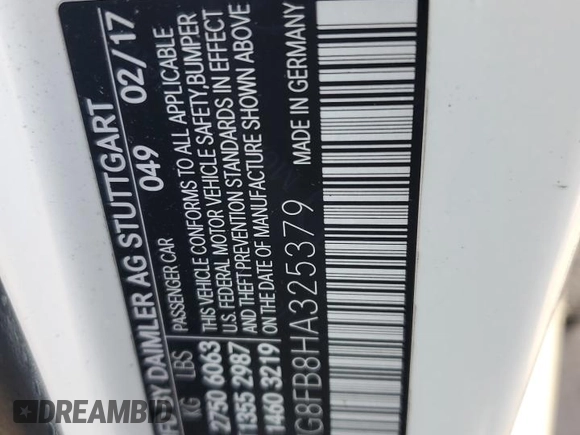 Y DAIMLER AG STUTTGART
049 02/17
PASSENGER CAR
KG LBS
2750 6063
1355 2987
1460 3219
THIS VEHICLE CONFORMS TO ALL APPLICABLE
U.S. FEDERAL MOTOR VEHICLE SAFETY, BUMPER
AND THEFT PREVENTION STANDARDS IN EFFECT
ON THE DATE OF MANUFACTURE SHOWN ABOVE
MADE IN GERMANY
G8FB8HA325379
DREAMBID